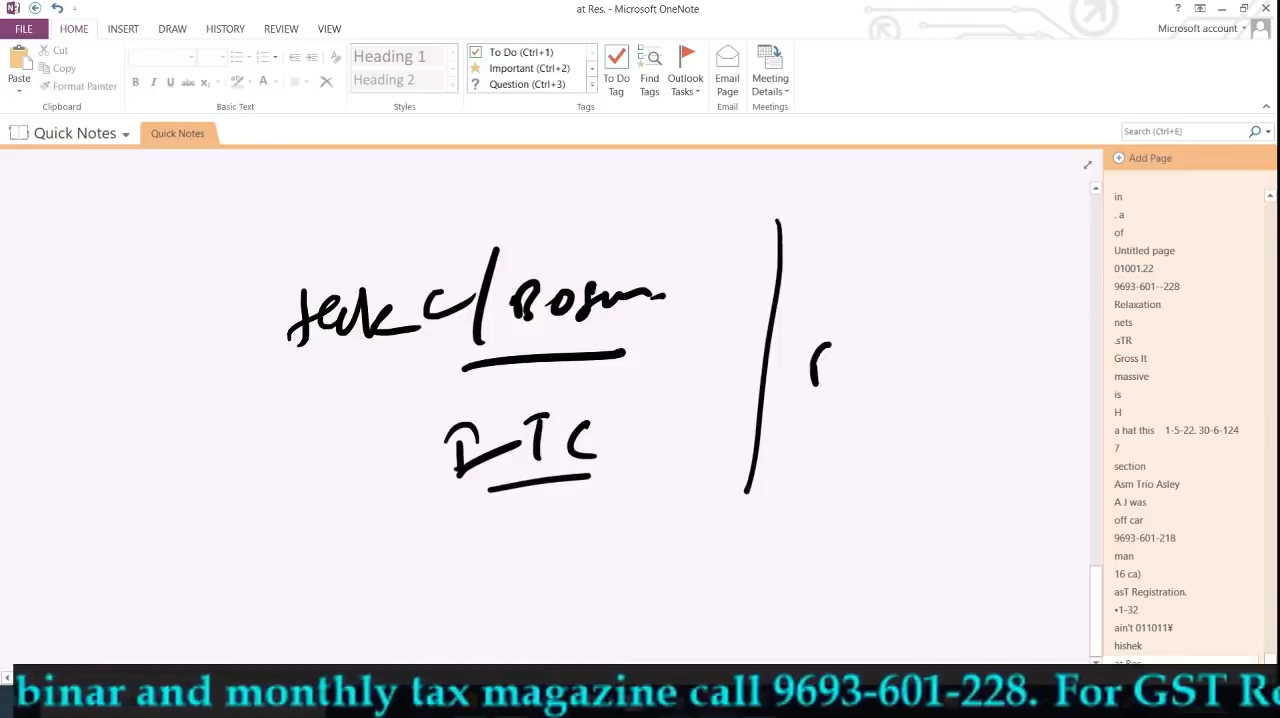 at Res. - Microsoft OneNote
FILE HOME INSERT DRAW HISTORY REVIEW VIEW
Microsoft account
Paste
Cut
Copy
Format Painter
Clipboard
B I U abc x₂ A
Basic Text
Heading 1
Heading 2
Styles
To Do (Ctrl+1)
Important (Ctrl+2)
Question (Ctrl+3)
To Do Tag
Find Tags
Outlook Tasks
Tags
Email Page
Email
Meeting Details
Meetings
Quick Notes
Quick Notes
Search (Ctrl+E)
Add Page
in
. a
of
Untitled page
01001.22
9693-601--228
Relaxation
nets
.sTR
Gross It
massive
is
H
a hat this 1-5-22. 30-6-124
7
section
Asm Trio Asley
A J was
off car
9693-601-218
man
16 ca)
asT Registration.
•1-32
ain't 011011¥
hishek
at Res.
C/
TC
binar and monthly tax magazine call 9693-601-228. For GST Re